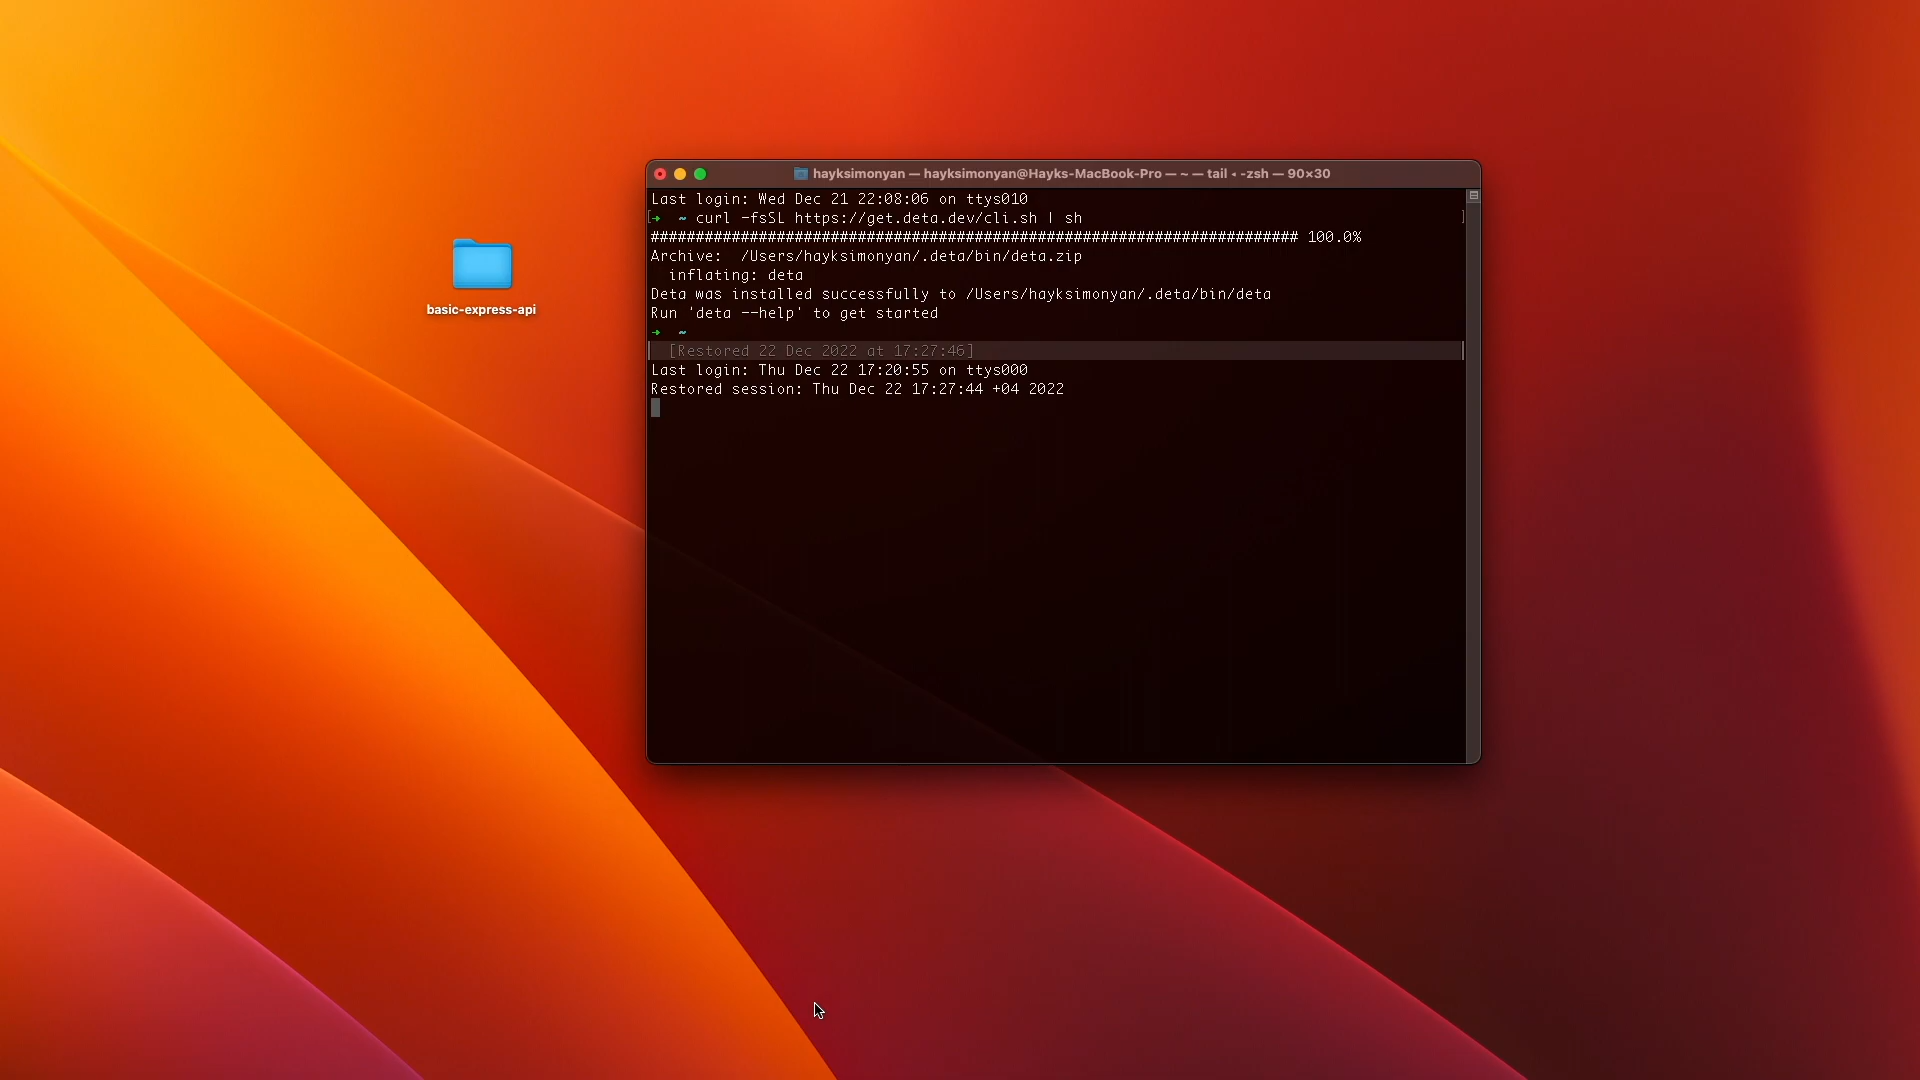 hayksimonyan — hayksimonyan@Hayks-MacBook-Pro — ~ — tail ◂ -zsh — 90×30
Last login: Wed Dec 21 22:08:06 on ttys010
[➜  ~ curl -fsSL https://get.deta.dev/cli.sh | sh ]
######################################################################## 100.0%
Archive:  /Users/hayksimonyan/.deta/bin/deta.zip
  inflating: deta
Deta was installed successfully to /Users/hayksimonyan/.deta/bin/deta
Run 'deta --help' to get started
➜  ~
  [Restored 22 Dec 2022 at 17:27:46]
Last login: Thu Dec 22 17:20:55 on ttys000
Restored session: Thu Dec 22 17:27:44 +04 2022
basic-express-api